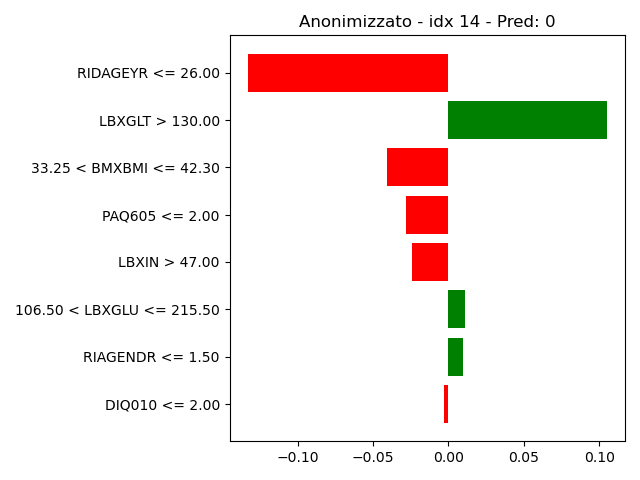 Anonimizzato - idx 14 - Pred: 0
RIDAGEYR <= 26.00
LBXGLT > 130.00
33.25 < BMXBMI <= 42.30
PAQ605 <= 2.00
LBXIN > 47.00
106.50 < LBXGLU <= 215.50
RIAGENDR <= 1.50
DIQ010 <= 2.00
−0.10 −0.05 0.00 0.05 0.10